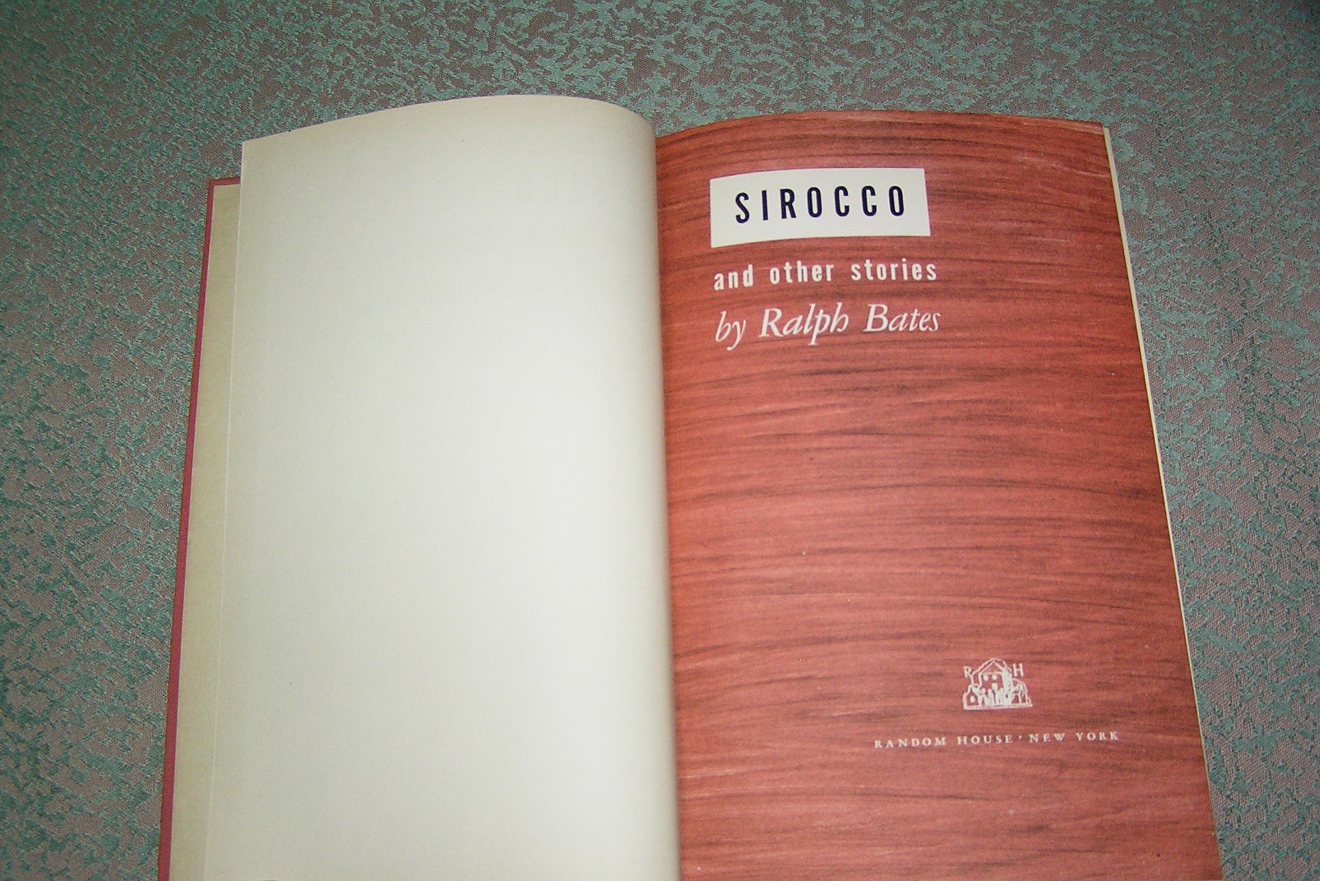 SIROCCO
and other stories
by Ralph Bates
R H
RANDOM HOUSE · NEW YORK